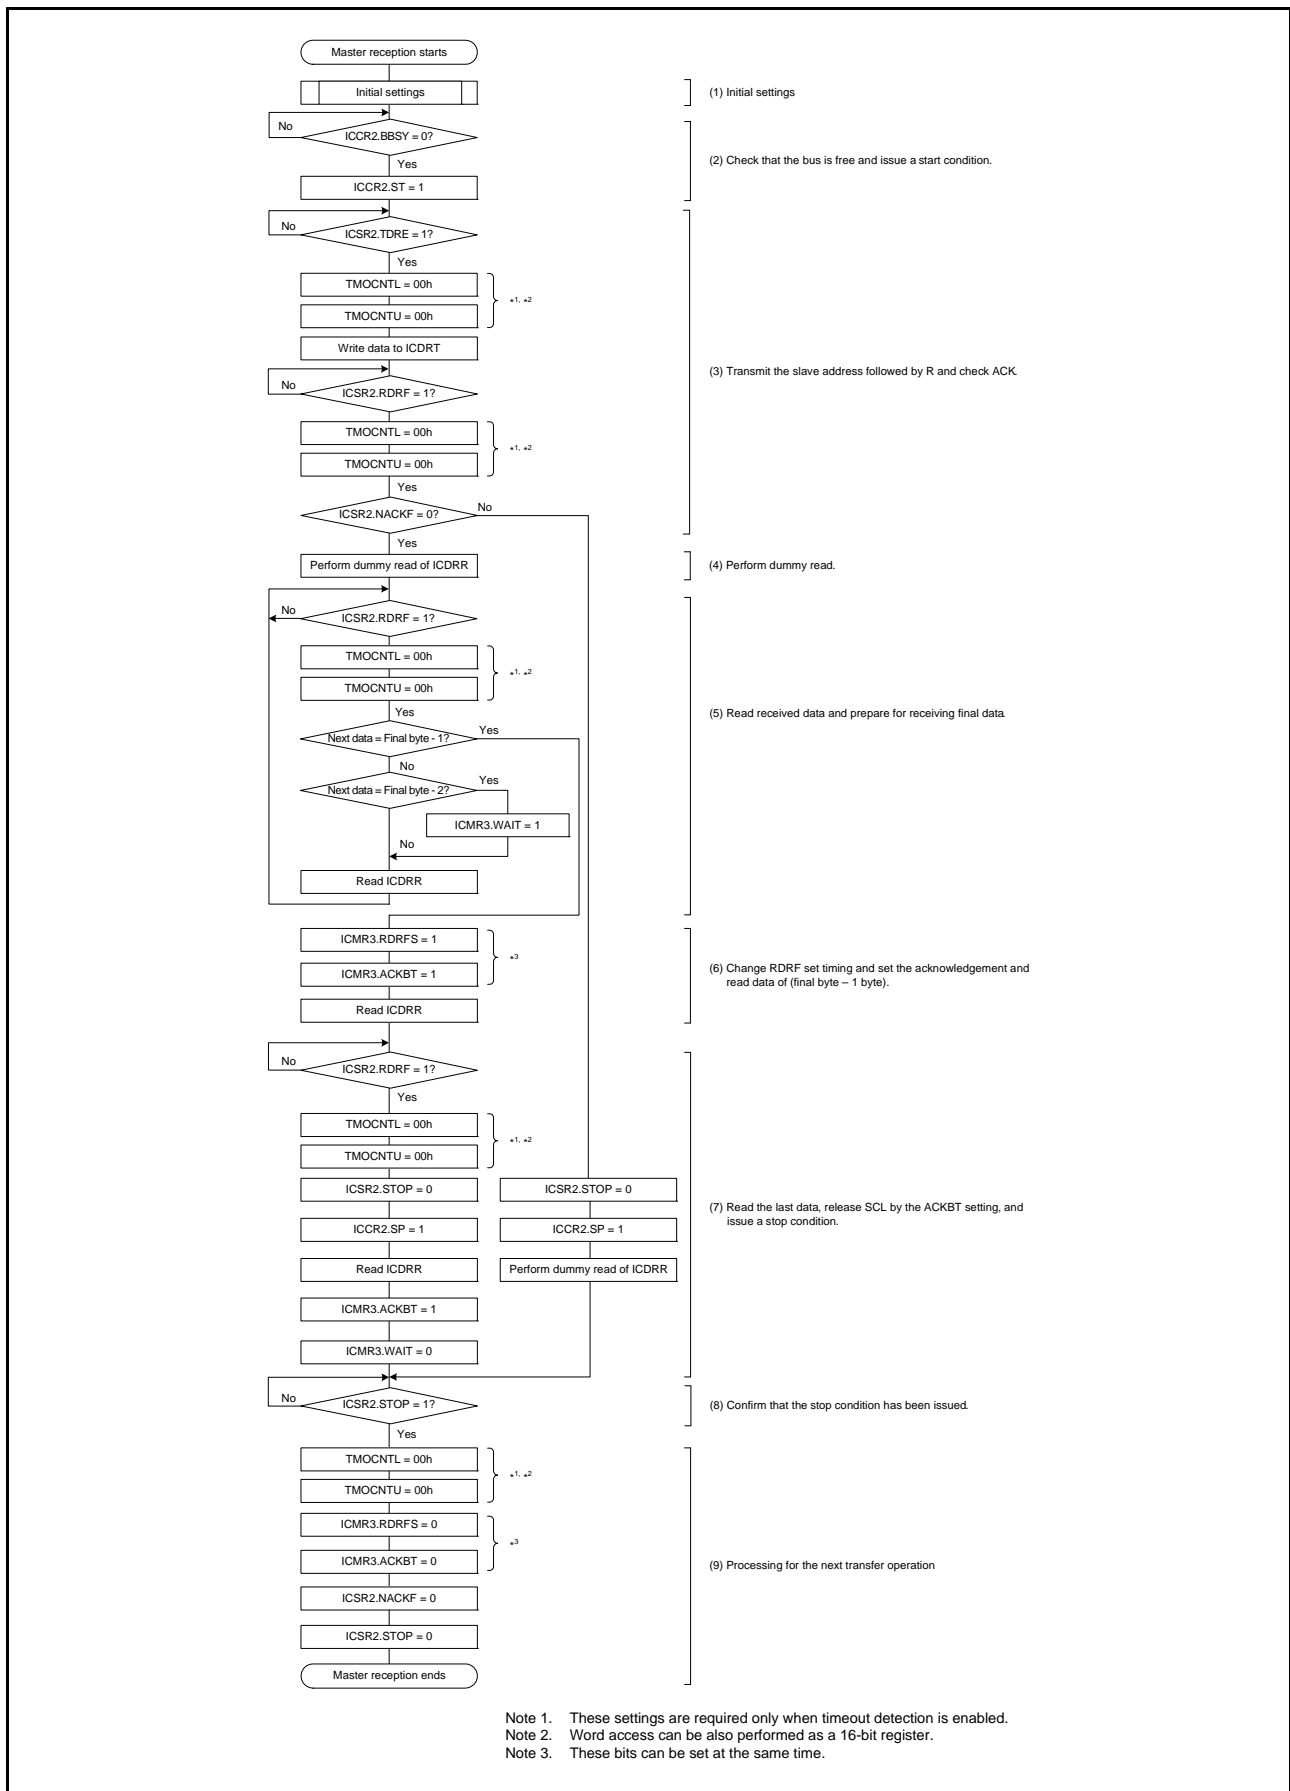 Master reception starts
Initial settings
(1) Initial settings
No
ICCR2.BBSY = 0?
Yes
(2) Check that the bus is free and issue a start condition.
ICCR2.ST = 1
No
ICSR2.TDRE = 1?
Yes
TMOCNTL = 00h
*1, *2
TMOCNTU = 00h
Write data to ICDRT
(3) Transmit the slave address followed by R and check ACK.
No
ICSR2.RDRF = 1?
TMOCNTL = 00h
*1, *2
TMOCNTU = 00h
Yes
No
ICSR2.NACKF = 0?
Yes
Perform dummy read of ICDRR
(4) Perform dummy read.
No
ICSR2.RDRF = 1?
TMOCNTL = 00h
*1, *2
TMOCNTU = 00h
Yes
(5) Read received data and prepare for receiving final data.
Yes
Next data = Final byte - 1?
No
Yes
Next data = Final byte - 2?
ICMR3.WAIT = 1
No
Read ICDRR
ICMR3.RDRFS = 1
*3
ICMR3.ACKBT = 1
(6) Change RDRF set timing and set the acknowledgement and
read data of (final byte – 1 byte).
Read ICDRR
No
ICSR2.RDRF = 1?
Yes
TMOCNTL = 00h
*1, *2
TMOCNTU = 00h
ICSR2.STOP = 0
ICSR2.STOP = 0
(7) Read the last data, release SCL by the ACKBT setting, and
issue a stop condition.
ICCR2.SP = 1
ICCR2.SP = 1
Read ICDRR
Perform dummy read of ICDRR
ICMR3.ACKBT = 1
ICMR3.WAIT = 0
No
ICSR2.STOP = 1?
(8) Confirm that the stop condition has been issued.
Yes
TMOCNTL = 00h
*1, *2
TMOCNTU = 00h
ICMR3.RDRFS = 0
*3
ICMR3.ACKBT = 0
(9) Processing for the next transfer operation
ICSR2.NACKF = 0
ICSR2.STOP = 0
Master reception ends
Note 1. These settings are required only when timeout detection is enabled.
Note 2. Word access can be also performed as a 16-bit register.
Note 3. These bits can be set at the same time.